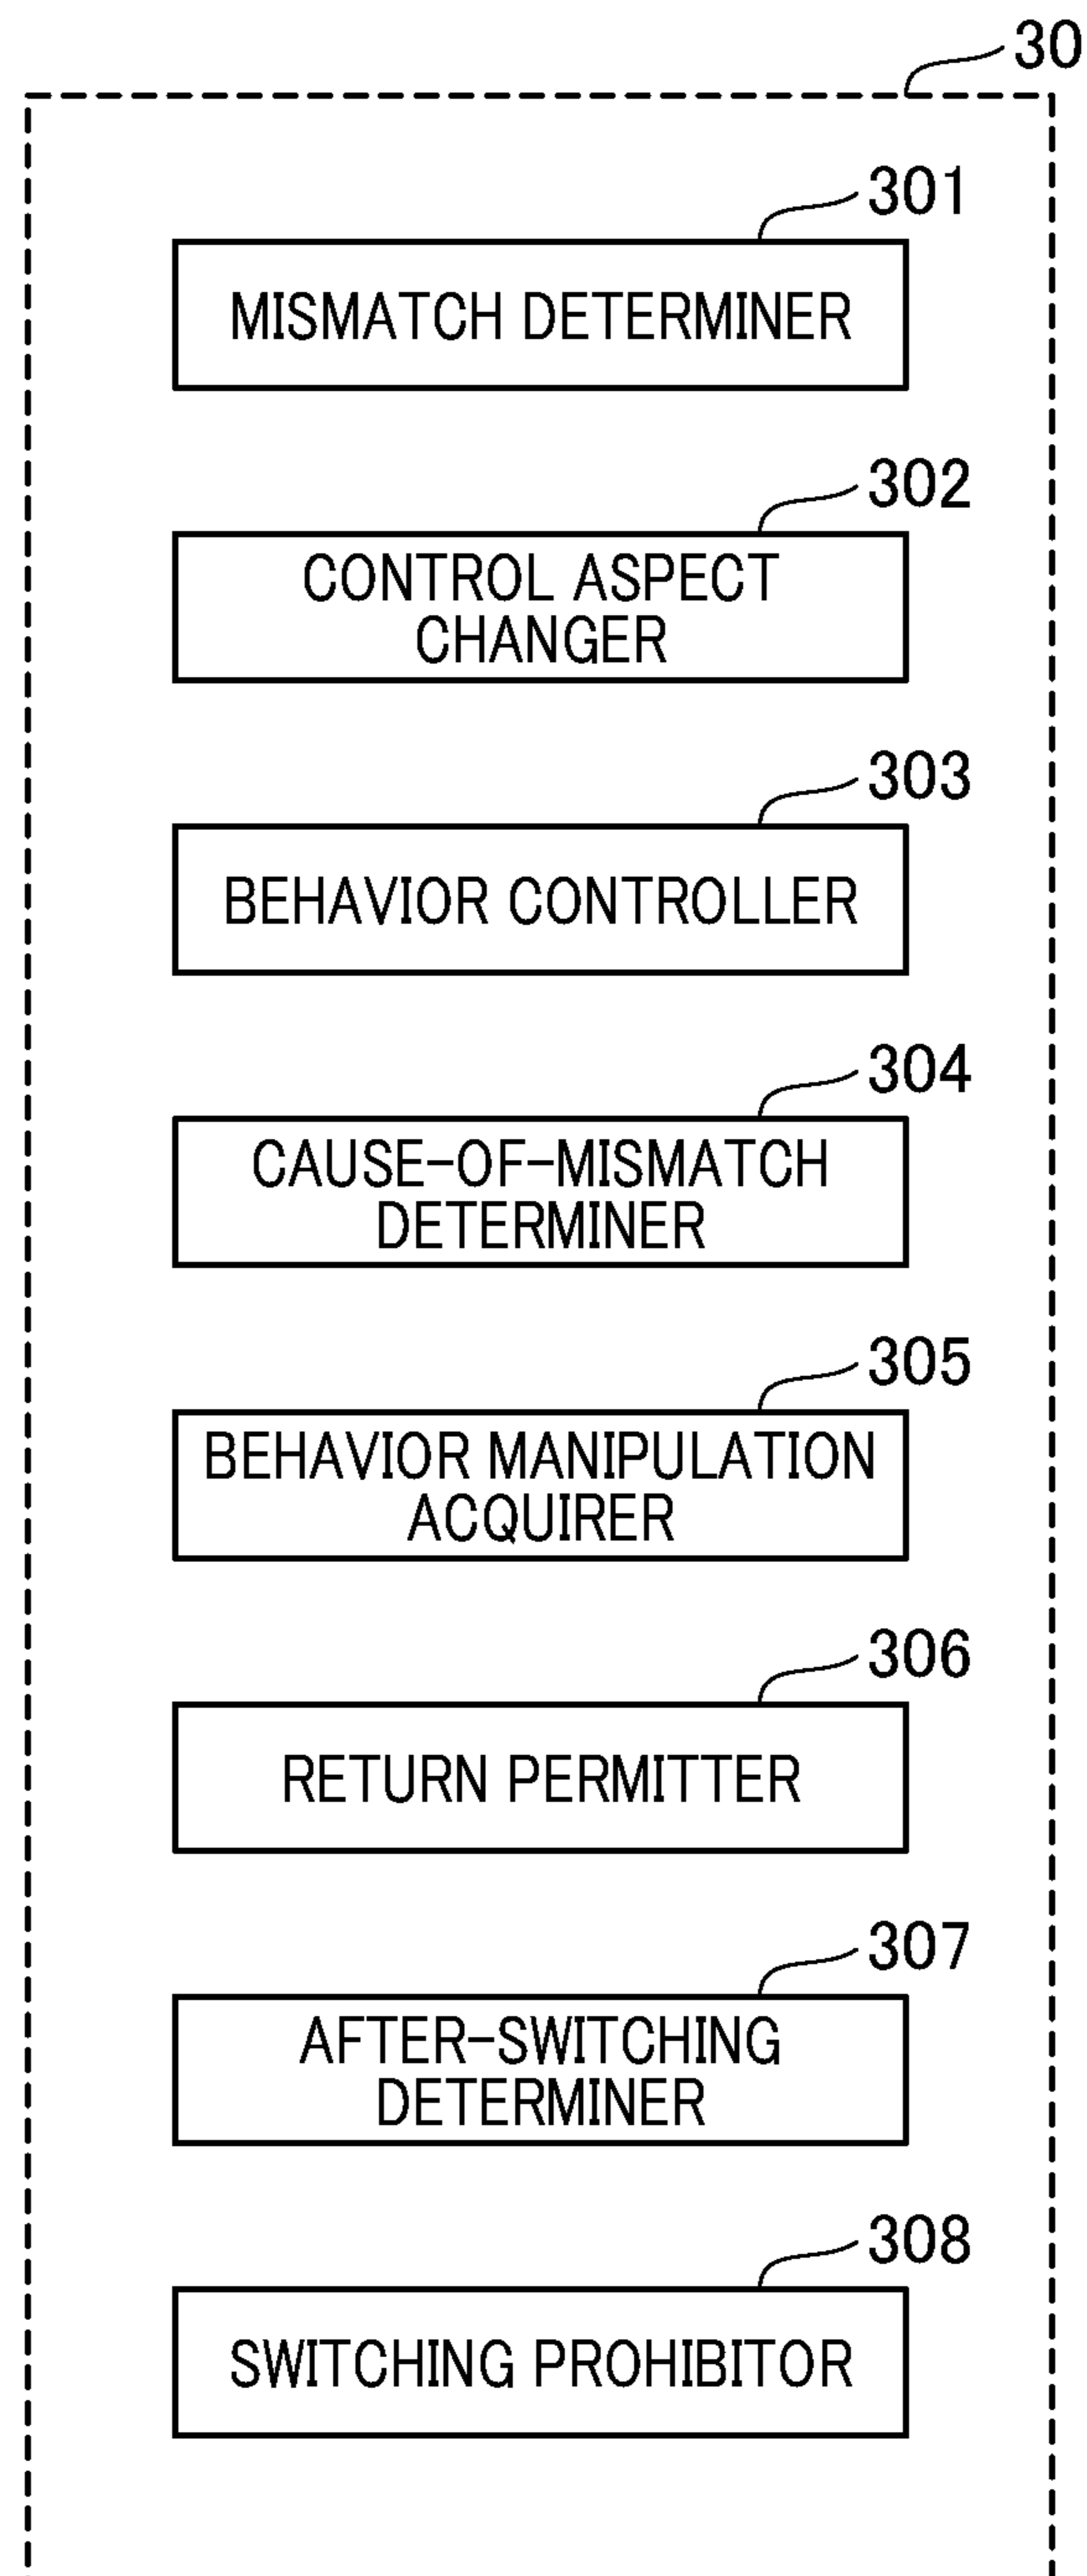 30
301
MISMATCH DETERMINER
302
CONTROL ASPECT
CHANGER
303
BEHAVIOR CONTROLLER
304
CAUSE-OF-MISMATCH
DETERMINER
305
BEHAVIOR MANIPULATION
ACQUIRER
306
RETURN PERMITTER
307
AFTER-SWITCHING
DETERMINER
308
SWITCHING PROHIBITOR